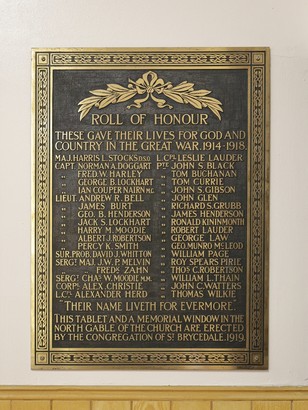 ROLL OF HONOUR
THESE GAVE THEIR LIVES FOR GOD AND
COUNTRY IN THE GREAT WAR. 1914-1918.
MAJ. HARRIS L. STOCKS D.S.O.
CAPT. NORMAN A. DOGGART
" FRED W. HARLEY
" GEORGE B. LOCKHART
" IAN COUPER NAIRN M.C.
LIEUT. ANDREW R. BELL
" JAMES BURT
" GEO. B. HENDERSON
" JACK S. LOCKHART
" HARRY M. MOODIE
" ALBERT J. ROBERTSON
" PERCY K. SMITH
SUR. PROB. DAVID J. WHITTON
SERGT. MAJ. J. W. P. MELVIN
" FREDK. ZAHN
SERGT. CHAS. W. MOODIE M.M.
CORPL. ALEX. CHRISTIE
L. CPL. ALEXANDER HERD
L. CPL. LESLIE LAUDER
PTE. JOHN S. BLACK
" TOM BUCHANAN
" TOM CURRIE
" JOHN S. GIBSON
" JOHN GLEN
" RICHARD S. GRUBB
" JAMES HENDERSON
" RONALD KINNINMONTH
" ROBERT LAUDER
" GEORGE LAW
" GEO. MUNRO McLEOD
" WILLIAM PAGE
" ROY SPEARS PIRIE
" THOS. C. ROBERTSON
" WILLIAM L. THAIN
" JOHN C. WATTERS
" THOMAS WILKIE
THEIR NAME LIVETH FOR EVERMORE.
THIS TABLET AND A MEMORIAL WINDOW IN THE
NORTH GABLE OF THE CHURCH ARE ERECTED
BY THE CONGREGATION OF ST BRYCEDALE. 1919.